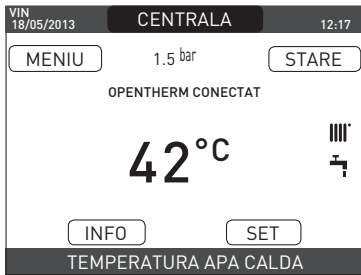 VIN
18/05/2013
CENTRALA
12:17
MENIU
1.5 bar
STARE
OPENTHERM CONECTAT
42°C
INFO
SET
TEMPERATURA APA CALDA